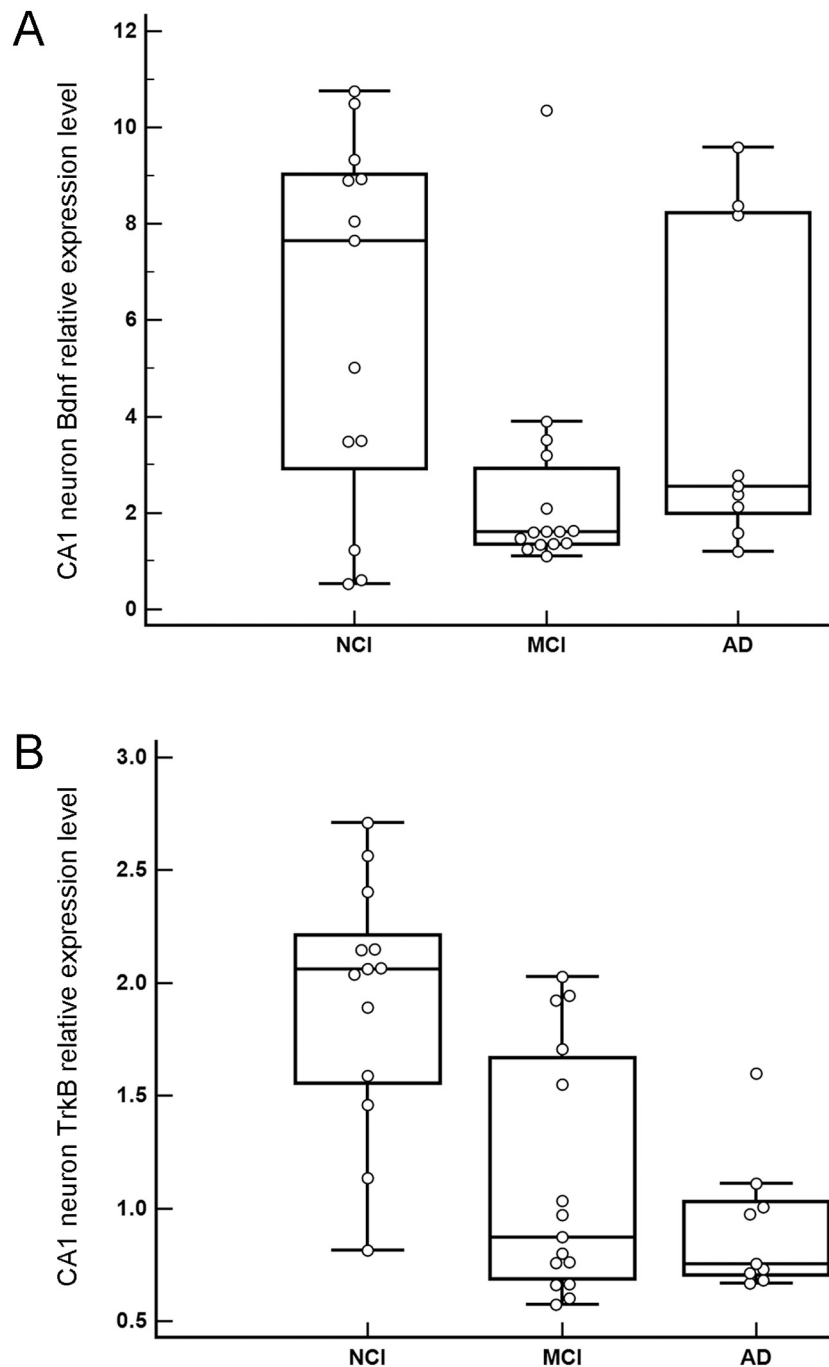 A
CA1 neuron Bdnf relative expression level
12
10
8
6
4
2
0
NCI
MCI
AD
B
CA1 neuron TrkB relative expression level
3.0
2.5
2.0
1.5
1.0
0.5
NCI
MCI
AD